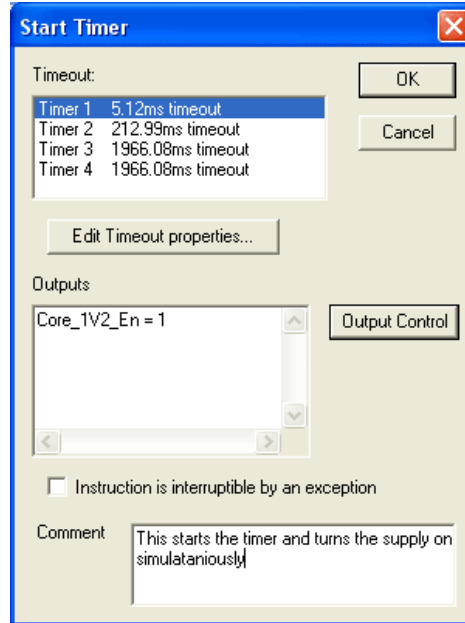 Start Timer
Timeout:
OK
Timer 1 5.12ms timeout
Timer 2 212.99ms timeout
Timer 3 1966.08ms timeout
Timer 4 1966.08ms timeout
Cancel
Edit Timeout properties...
Outputs
Core_1V2_En = 1
Output Control
Instruction is interruptible by an exception
Comment
This starts the timer and turns the supply on
simulataniously